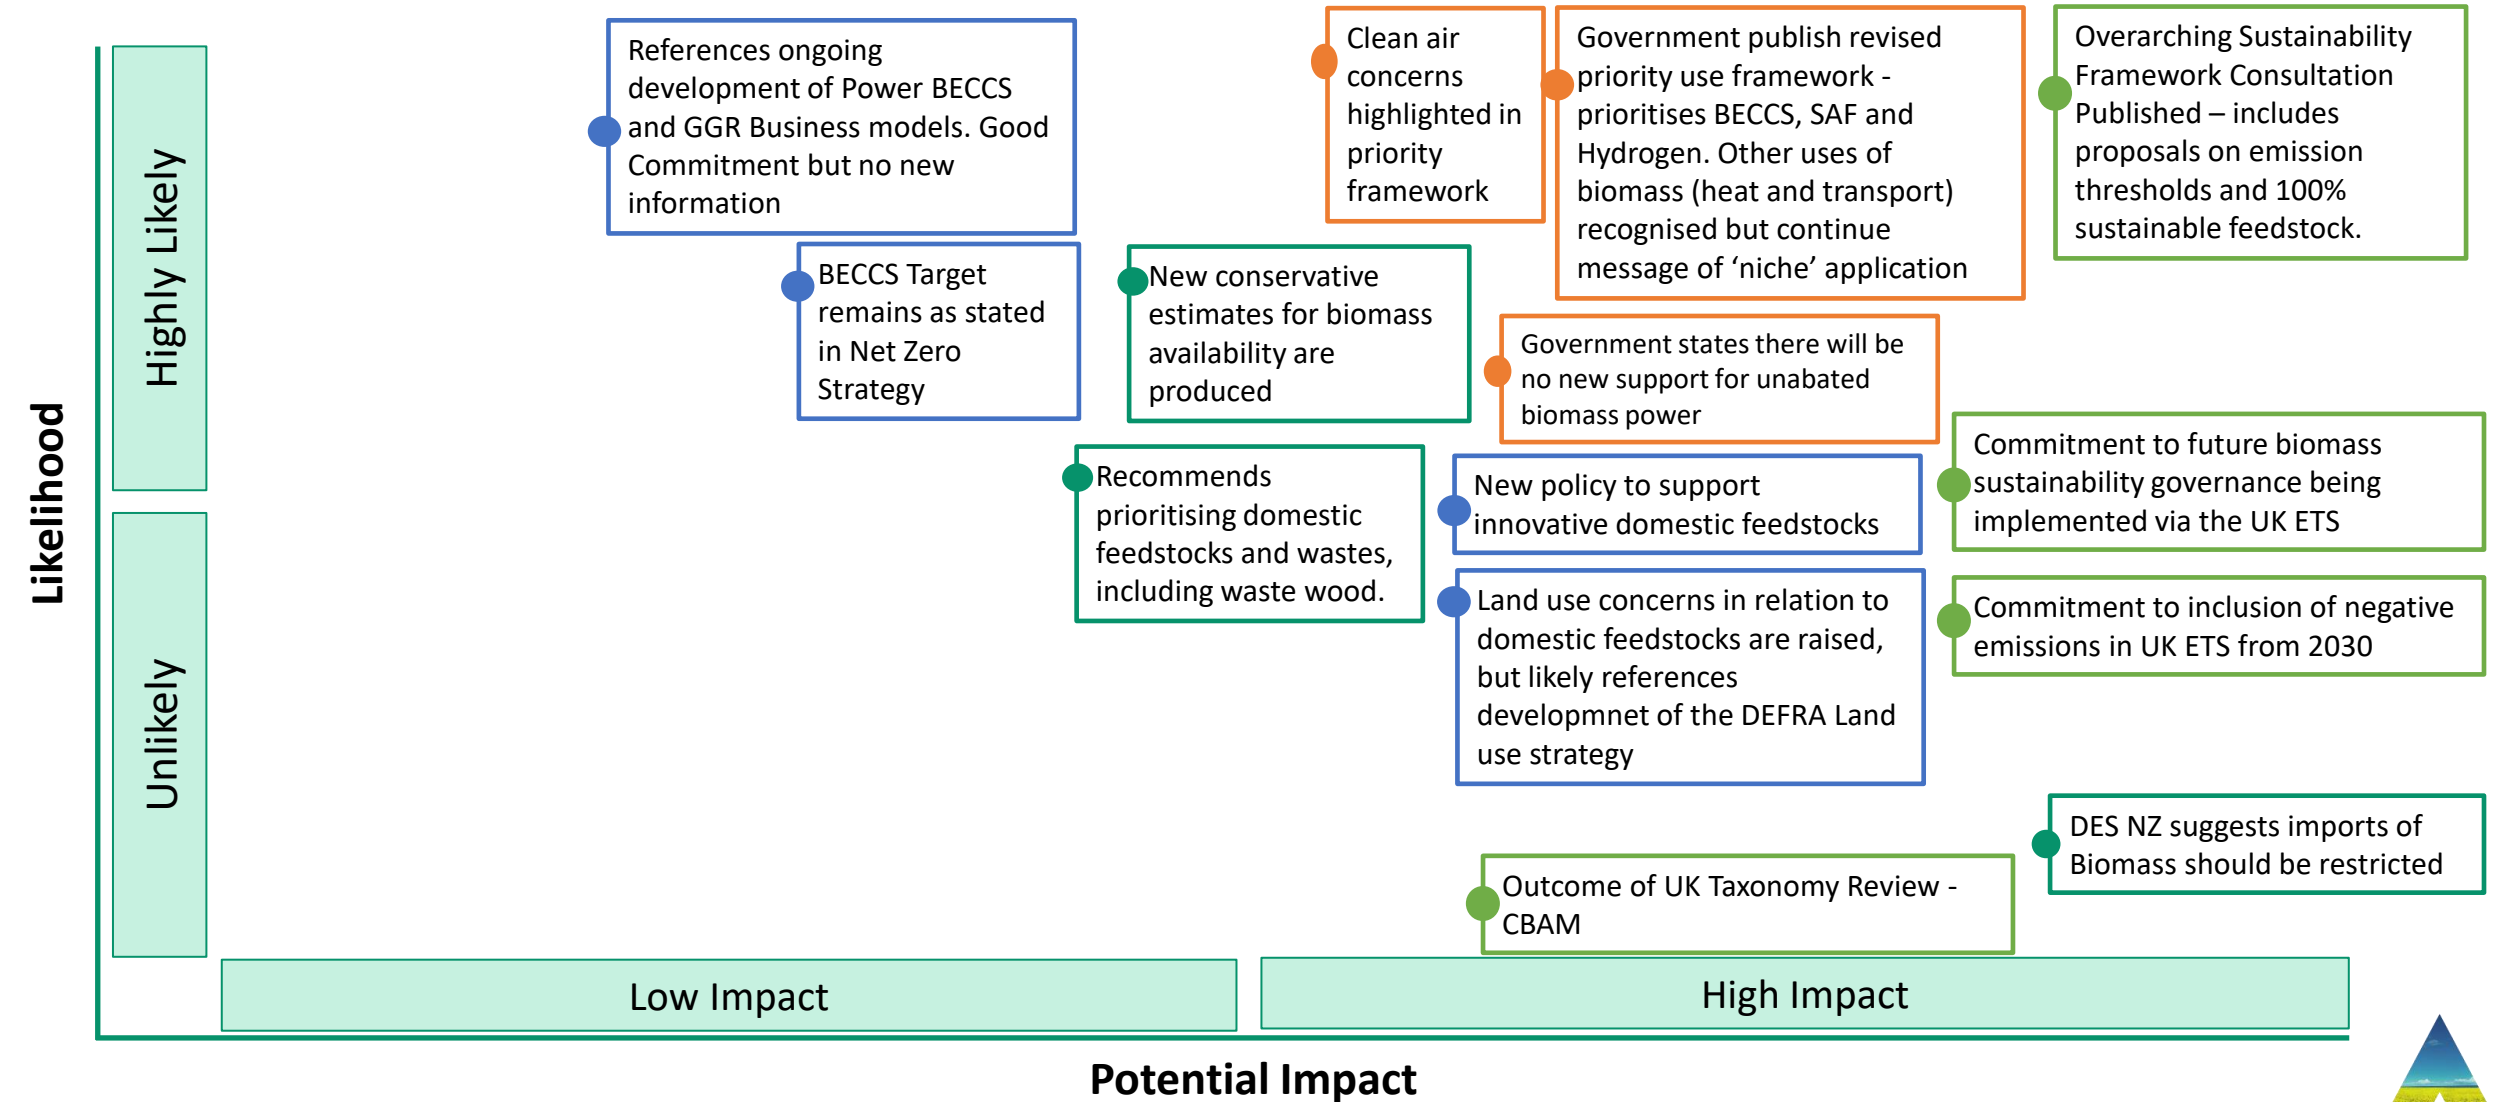 References ongoing
development of Power BECCS
and GGR Business models. Good
Commitment but no new
information
Clean air
concerns
highlighted in
priority
framework
Government publish revised
priority use framework -
prioritises BECCS, SAF and
Hydrogen. Other uses of
biomass (heat and transport)
recognised but continue
message of ‘niche’ application
Overarching Sustainability
Framework Consultation
Published – includes
proposals on emission
thresholds and 100%
sustainable feedstock.
BECCS Target
remains as stated
in Net Zero
Strategy
New conservative
estimates for biomass
availability are
produced
Government states there will be
no new support for unabated
biomass power
Recommends
prioritising domestic
feedstocks and wastes,
including waste wood.
New policy to support
innovative domestic feedstocks
Commitment to future biomass
sustainability governance being
implemented via the UK ETS
Land use concerns in relation to
domestic feedstocks are raised,
but likely references
developmnet of the DEFRA Land
use strategy
Commitment to inclusion of negative
emissions in UK ETS from 2030
DES NZ suggests imports of
Biomass should be restricted
Outcome of UK Taxonomy Review -
CBAM
Likelihood
Highly Likely
Unlikely
Low Impact
High Impact
Potential Impact